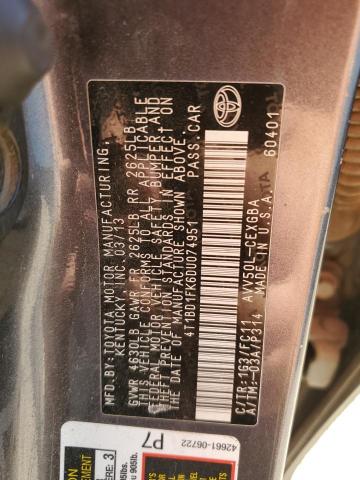 MFD. BY: TOYOTA MOTOR MANUFACTURING,
KENTUCKY, INC. 03/13
GVWR 4630LB GAWR FR 2625LB RR 2625LB
THIS VEHICLE CONFORMS TO ALL APPLICABLE
FEDERAL MOTOR VEHICLE SAFETY, BUMPER, AND
THEFT PREVENTION STANDARDS IN EFFECT ON
THE DATE OF MANUFACTURE SHOWN ABOVE.
4T1BD1FK6DU074951 PASS. CAR
C/TR: 1G3/FC11 AVV50L-CEXGBA
A/TM: -03A/P314 MADE IN U.S.A. 60401
42661-06722
P7